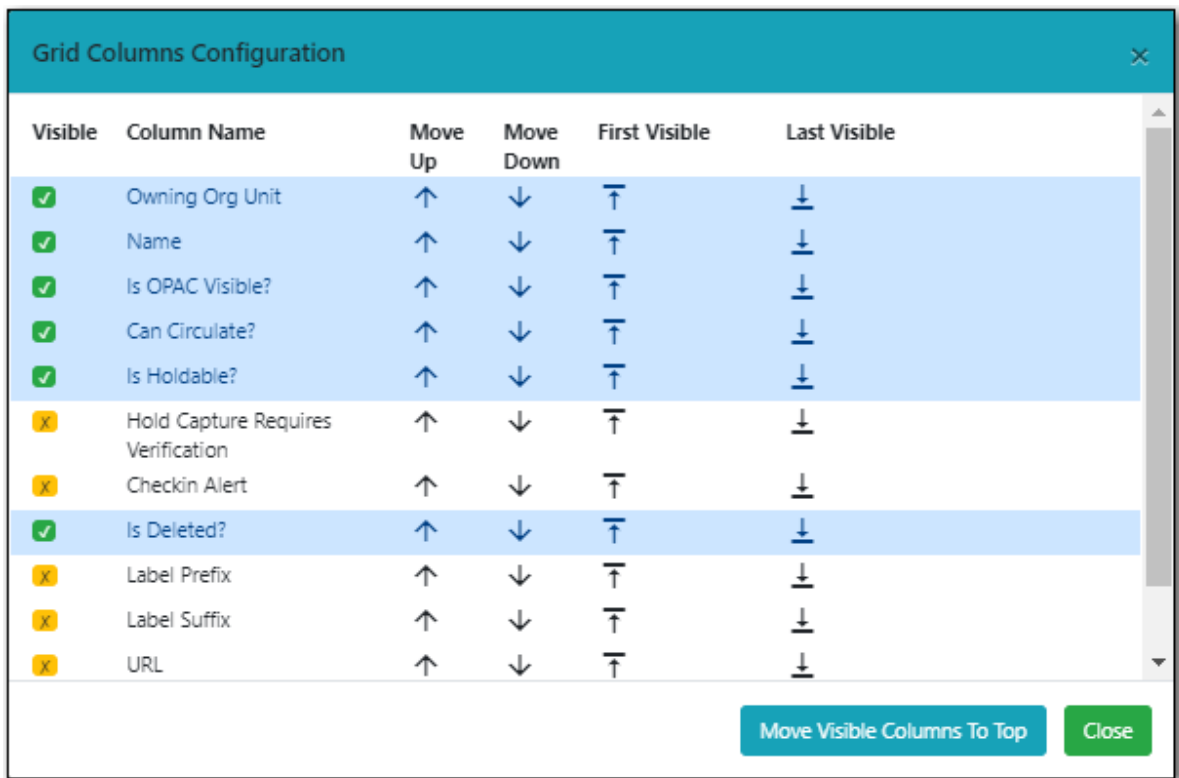 Grid Columns Configuration ×
Visible Column Name Move Up Move Down First Visible Last Visible
Owning Org Unit
Name
Is OPAC Visible?
Can Circulate?
Is Holdable?
X Hold Capture Requires
Verification
X Checkin Alert
Is Deleted?
X Label Prefix
X Label Suffix
X URL
Move Visible Columns To Top Close